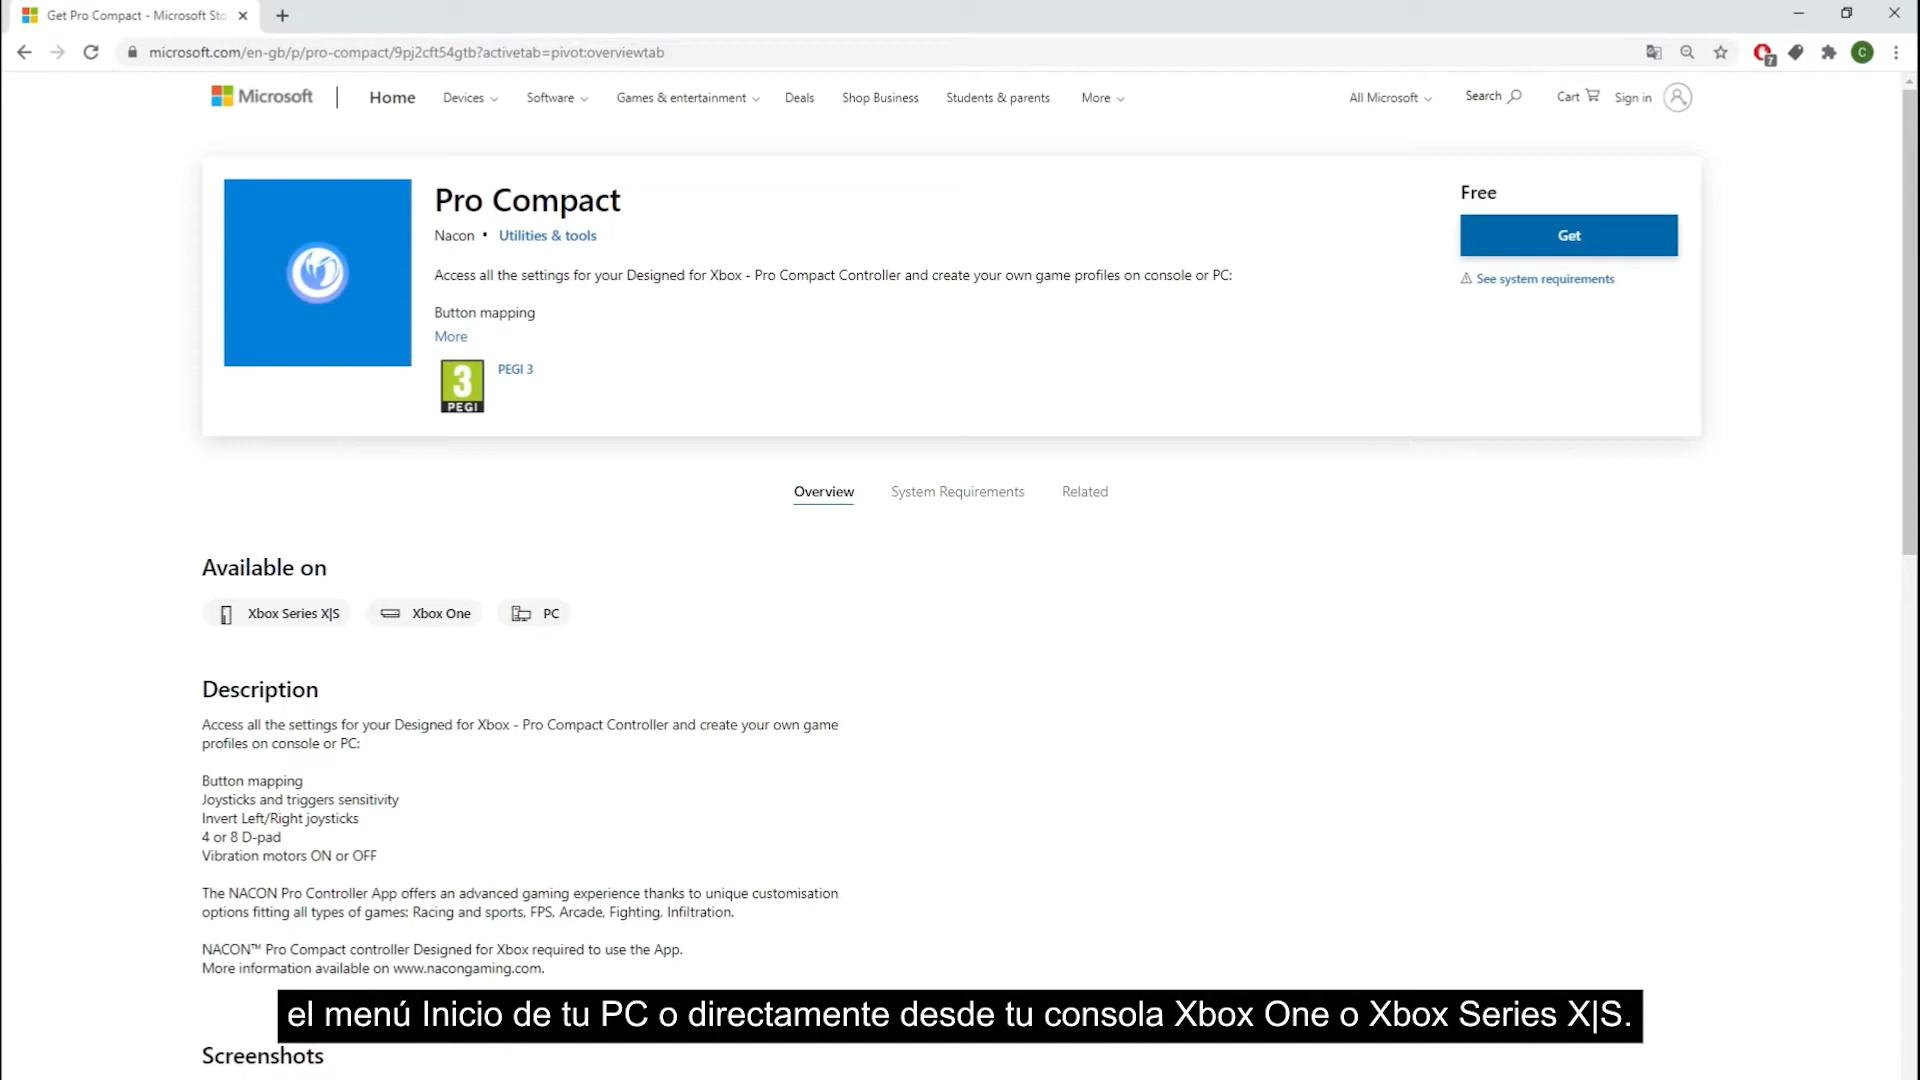 Get Pro Compact - Microsoft Sto
microsoft.com/en-gb/p/pro-compact/9pj2cft54gtb?activetab=pivot:overviewtab
7
C
Microsoft
Home
Devices
Software
Games & entertainment
Deals
Shop Business
Students & parents
More
All Microsoft
Search
Cart
Sign in
Pro Compact
Nacon • Utilities & tools
Access all the settings for your Designed for Xbox - Pro Compact Controller and create your own game profiles on console or PC:
Button mapping
More
3
PEGI
PEGI 3
Free
Get
See system requirements
Overview
System Requirements
Related
Available on
Xbox Series X|S
Xbox One
PC
Description
Access all the settings for your Designed for Xbox - Pro Compact Controller and create your own game
profiles on console or PC:
Button mapping
Joysticks and triggers sensitivity
Invert Left/Right joysticks
4 or 8 D-pad
Vibration motors ON or OFF
The NACON Pro Controller App offers an advanced gaming experience thanks to unique customisation
options fitting all types of games: Racing and sports, FPS, Arcade, Fighting, Infiltration.
NACON™ Pro Compact controller Designed for Xbox required to use the App.
More information available on www.nacongaming.com.
el menú Inicio de tu PC o directamente desde tu consola Xbox One o Xbox Series X|S.
Screenshots